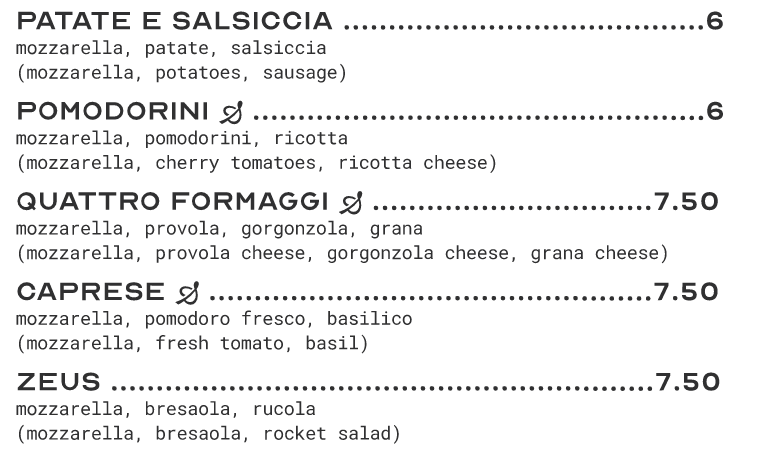 PATATE E SALSICCIA ........................................6
mozzarella, patate, salsiccia
(mozzarella, potatoes, sausage)
POMODORINI ..................................................6
mozzarella, pomodorini, ricotta
(mozzarella, cherry tomatoes, ricotta cheese)
QUATTRO FORMAGGI ...............................7.50
mozzarella, provola, gorgonzola, grana
(mozzarella, provola cheese, gorgonzola cheese, grana cheese)
CAPRESE .................................................7.50
mozzarella, pomodoro fresco, basilico
(mozzarella, fresh tomato, basil)
ZEUS ............................................................7.50
mozzarella, bresaola, rucola
(mozzarella, bresaola, rocket salad)